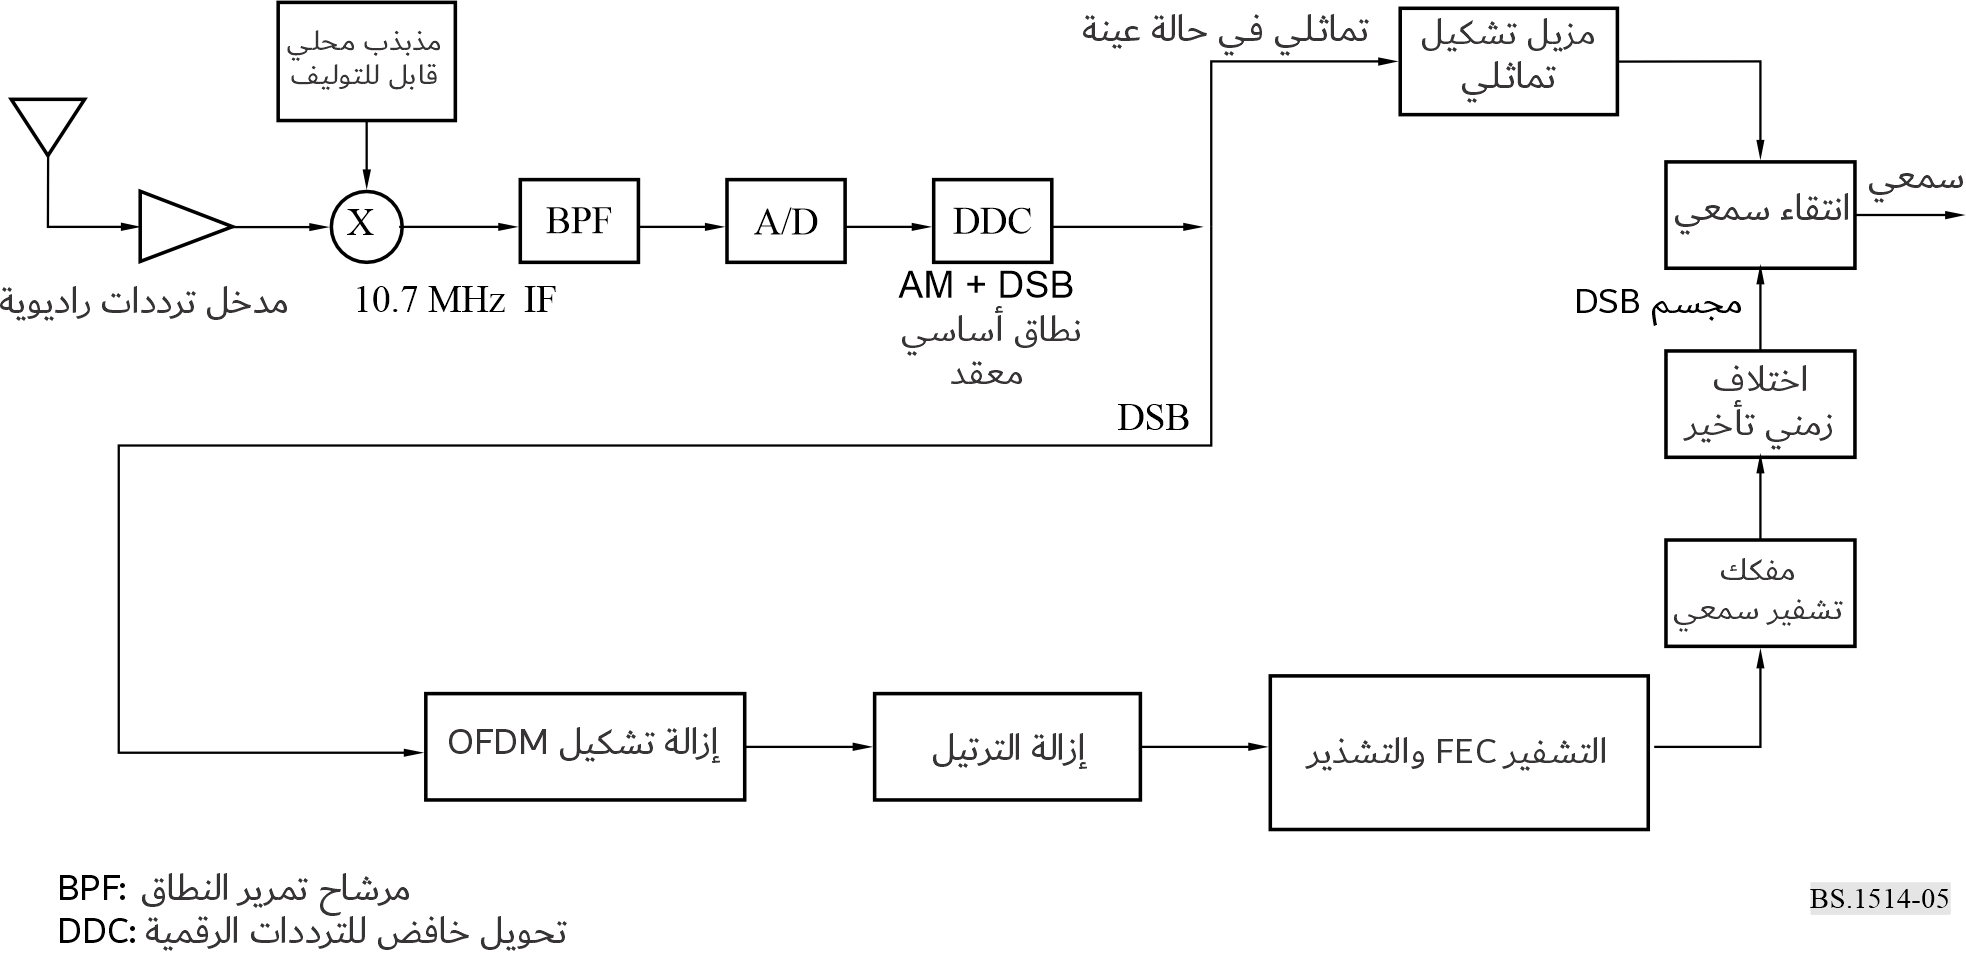 مذبذب محلي
قابل للتوليف
تماثلي في حالة عينة
مزيل تشكيل
تماثلي
X
BPF
A/D
DDC
انتقاء سمعي
سمعي
مدخل ترددات راديوية
10.7 MHz IF
AM + DSB
نطاق أساسي
معقد
DSB
مجسم DSB
اختلاف
زمني تأخير
مفكك
تشفير سمعي
إزالة تشكيل OFDM
إزالة الترتيل
التشفير FEC والتشذير
BPF: مرشاح تمرير النطاق
DDC: تحويل خافض للترددات الرقمية
BS.1514-05